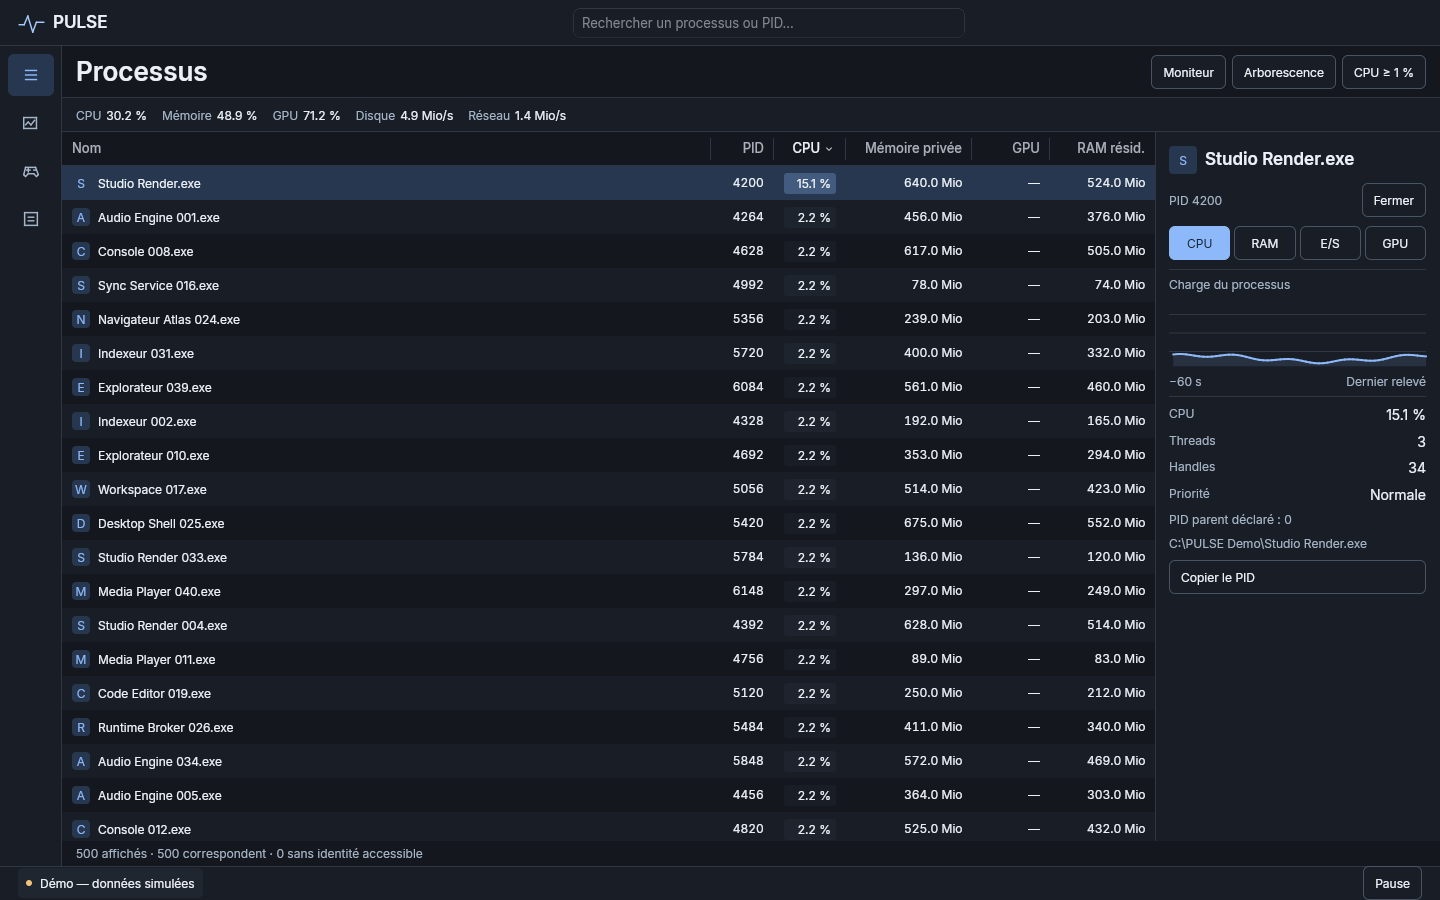 PULSE
Rechercher un processus ou PID...
Processus
Moniteur
Arborescence
CPU ≥ 1 %
CPU 30.2 % Mémoire 48.9 % GPU 71.2 % Disque 4.9 Mio/s Réseau 1.4 Mio/s
Nom PID CPU Mémoire privée GPU RAM résid.
S Studio Render.exe 4200 15.1 % 640.0 Mio — 524.0 Mio
A Audio Engine 001.exe 4264 2.2 % 456.0 Mio — 376.0 Mio
C Console 008.exe 4628 2.2 % 617.0 Mio — 505.0 Mio
S Sync Service 016.exe 4992 2.2 % 78.0 Mio — 74.0 Mio
N Navigateur Atlas 024.exe 5356 2.2 % 239.0 Mio — 203.0 Mio
I Indexeur 031.exe 5720 2.2 % 400.0 Mio — 332.0 Mio
E Explorateur 039.exe 6084 2.2 % 561.0 Mio — 460.0 Mio
I Indexeur 002.exe 4328 2.2 % 192.0 Mio — 165.0 Mio
E Explorateur 010.exe 4692 2.2 % 353.0 Mio — 294.0 Mio
W Workspace 017.exe 5056 2.2 % 514.0 Mio — 423.0 Mio
D Desktop Shell 025.exe 5420 2.2 % 675.0 Mio — 552.0 Mio
S Studio Render 033.exe 5784 2.2 % 136.0 Mio — 120.0 Mio
M Media Player 040.exe 6148 2.2 % 297.0 Mio — 249.0 Mio
S Studio Render 004.exe 4392 2.2 % 628.0 Mio — 514.0 Mio
M Media Player 011.exe 4756 2.2 % 89.0 Mio — 83.0 Mio
C Code Editor 019.exe 5120 2.2 % 250.0 Mio — 212.0 Mio
R Runtime Broker 026.exe 5484 2.2 % 411.0 Mio — 340.0 Mio
A Audio Engine 034.exe 5848 2.2 % 572.0 Mio — 469.0 Mio
A Audio Engine 005.exe 4456 2.2 % 364.0 Mio — 303.0 Mio
C Console 012.exe 4820 2.2 % 525.0 Mio — 432.0 Mio
500 affichés · 500 correspondent · 0 sans identité accessible
S Studio Render.exe
PID 4200
Fermer
CPU RAM E/S GPU
Charge du processus
−60 s Dernier relevé
CPU 15.1 %
Threads 3
Handles 34
Priorité Normale
PID parent déclaré : 0
C:\PULSE Demo\Studio Render.exe
Copier le PID
Démo — données simulées
Pause